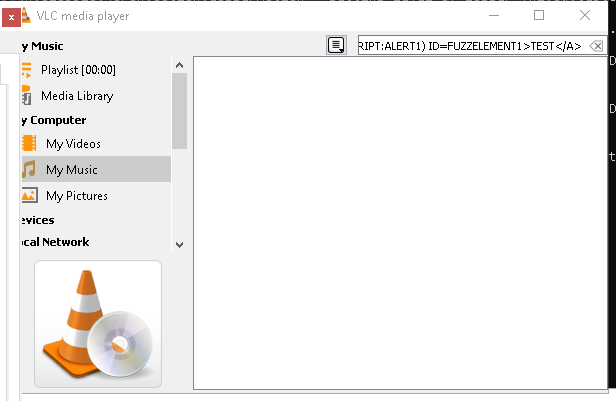 x VLC media player
y Music
RIPT:ALERT1) ID=FUZZELEMENT1>TEST</A>
Playlist [00:00]
Media Library
y Computer
My Videos
My Music
My Pictures
evices
ocal Network
.
D
D
t